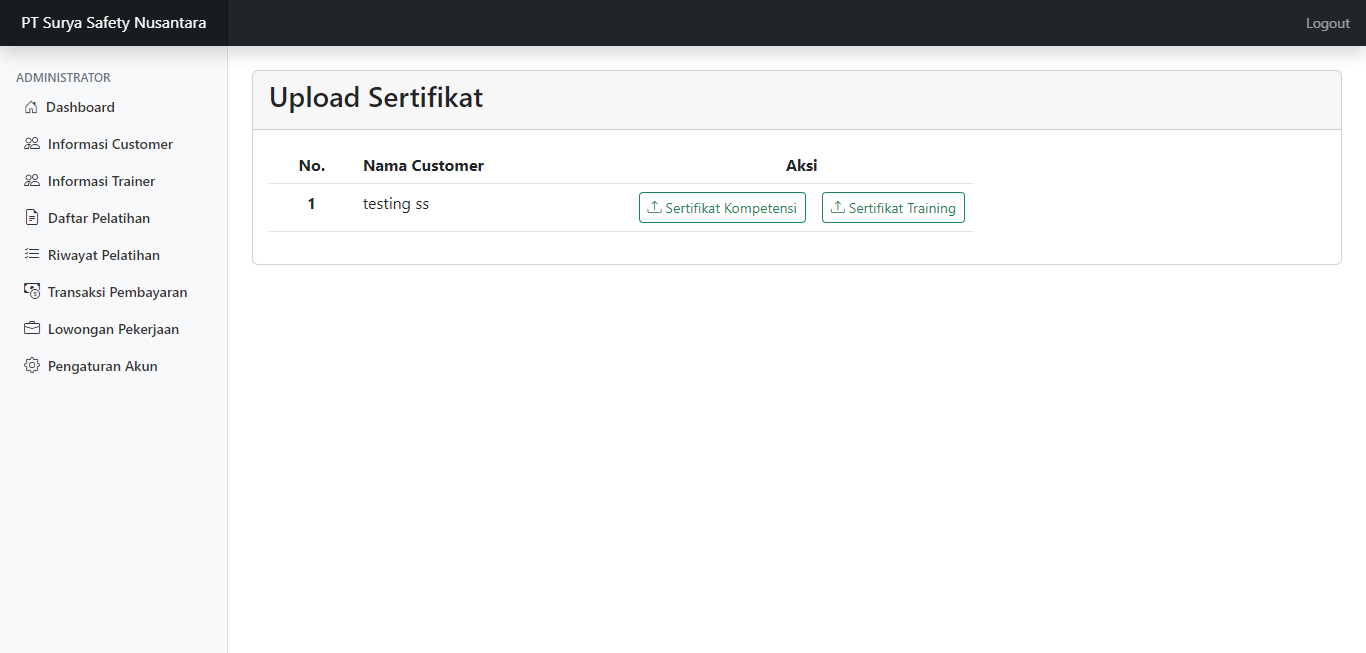 PT Surya Safety Nusantara
Logout
ADMINISTRATOR
Dashboard
Informasi Customer
Informasi Trainer
Daftar Pelatihan
Riwayat Pelatihan
Transaksi Pembayaran
Lowongan Pekerjaan
Pengaturan Akun
Upload Sertifikat
No. Nama Customer Aksi
1 testing ss Sertifikat Kompetensi Sertifikat Training